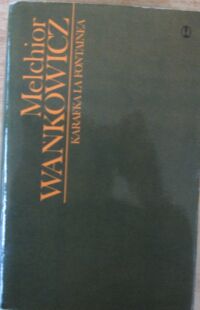 Melchior
WAŃKOWICZ
KARAFKA LA FONTAINE'A